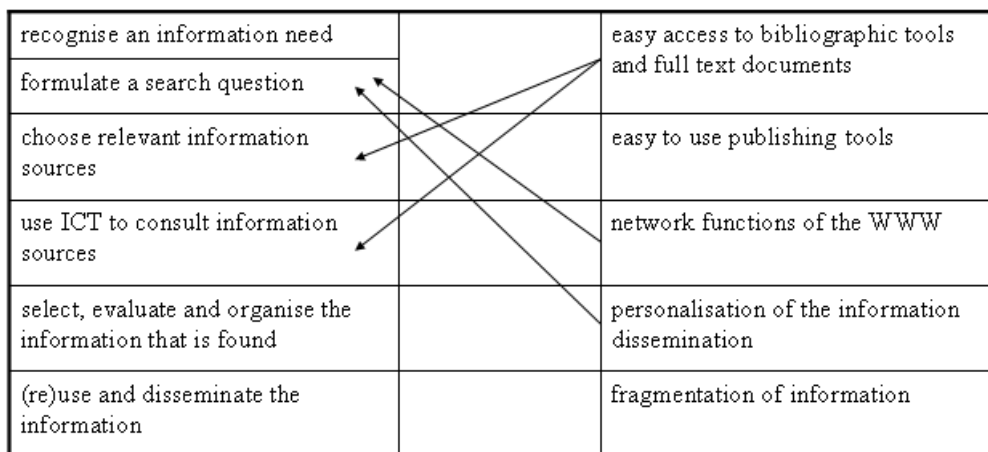 recognise an information need
formulate a search question
choose relevant information
sources
use ICT to consult information
sources
select, evaluate and organise the
information that is found
(re)use and disseminate the
information
easy access to bibliographic tools
and full text documents
easy to use publishing tools
network functions of the WWW
personalisation of the information
dissemination
fragmentation of information